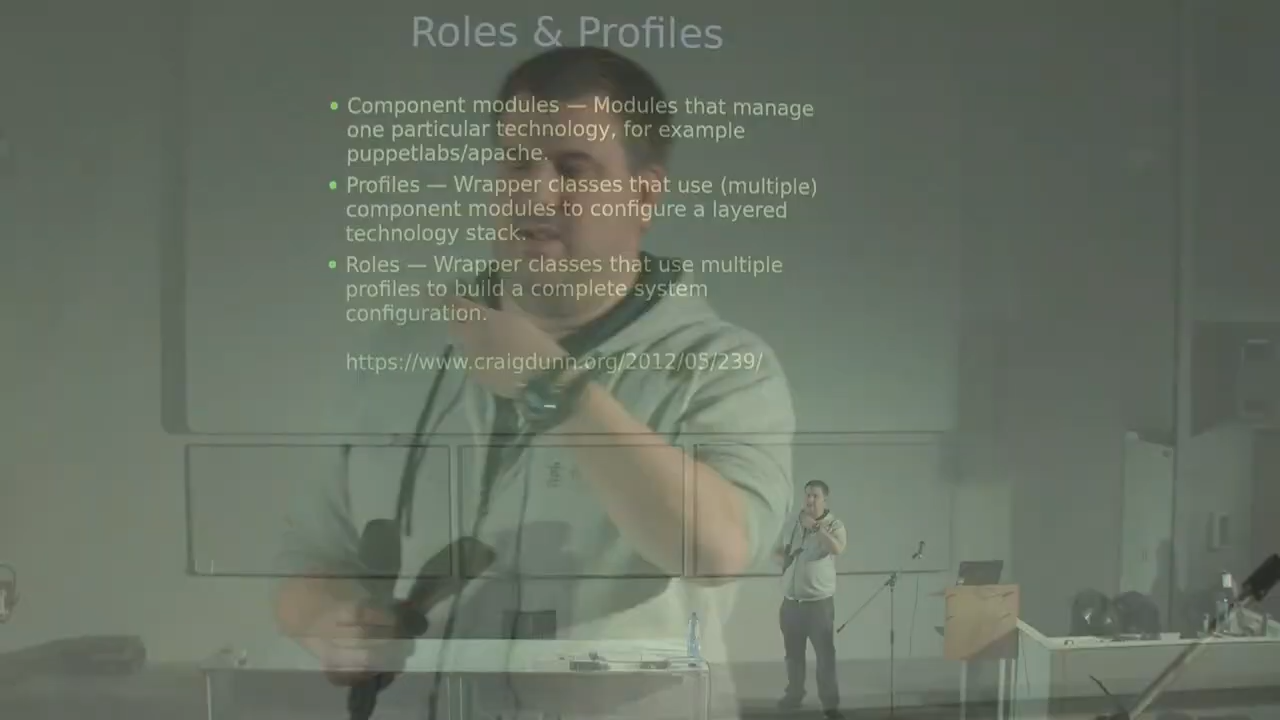 Roles & Profiles
• Component modules — Modules that manage
one particular technology, for example
puppetlabs/apache.
• Profiles — Wrapper classes that use (multiple)
component modules to configure a layered
technology stack.
• Roles — Wrapper classes that use multiple
profiles to build a complete system
configuration.
https://www.craigdunn.org/2012/05/239/